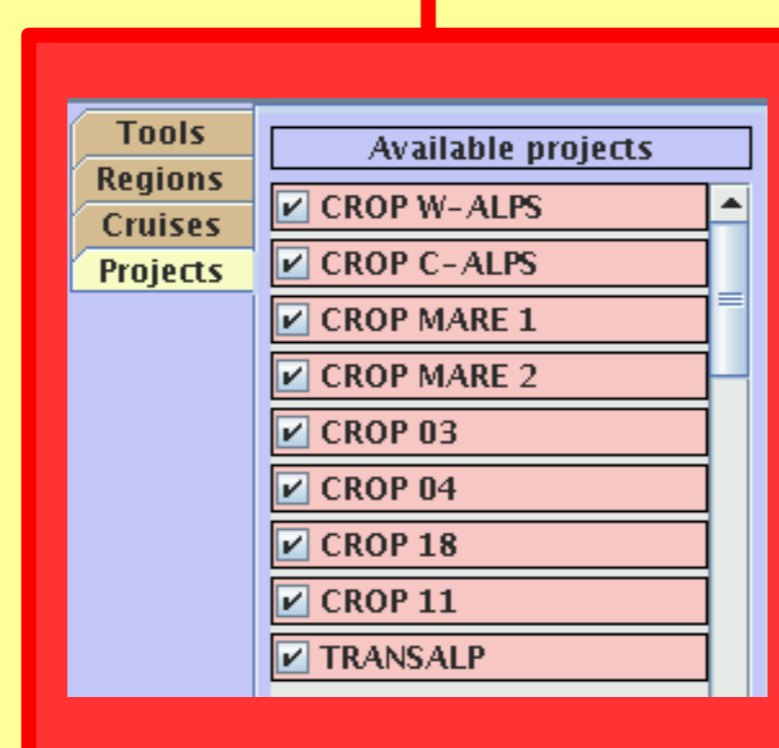 Tools
Regions
Cruises
Projects
Available projects
CROP W-ALPS
CROP C-ALPS
CROP MARE 1
CROP MARE 2
CROP 03
CROP 04
CROP 18
CROP 11
TRANSALP